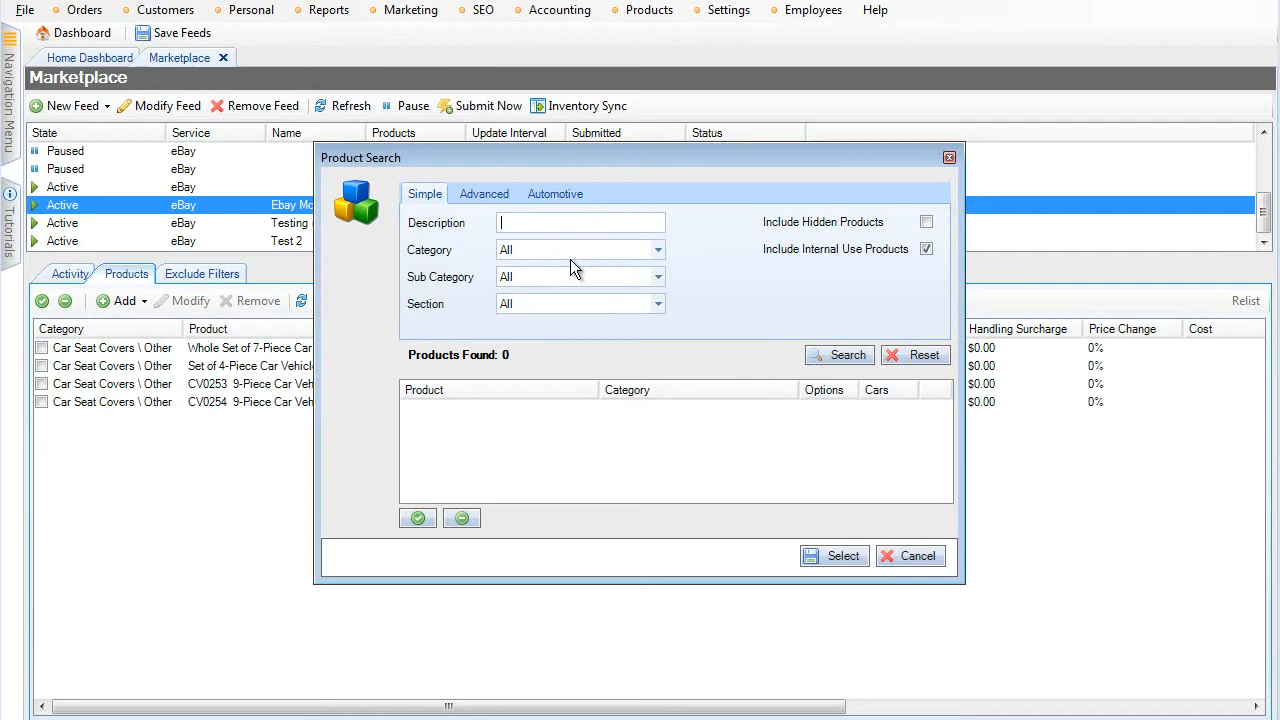 File Orders Customers Personal Reports Marketing SEO Accounting Products Settings Employees Help
Dashboard Save Feeds
Home Dashboard Marketplace
Marketplace
New Feed Modify Feed Remove Feed Refresh Pause Submit Now Inventory Sync
State Service Name Products Update Interval Submitted Status
Paused eBay
Paused eBay
Active eBay
Active eBay Ebay Mo
Active eBay Testing
Active eBay Test 2
Navigation Menu
Tutorials
Activity Products Exclude Filters
Add Modify Remove Relist
Category Product Handling Surcharge Price Change Cost
Car Seat Covers \ Other Whole Set of 7-Piece Car $0.00 0%
Car Seat Covers \ Other Set of 4-Piece Car Vehicle $0.00 0%
Car Seat Covers \ Other CV0253 9-Piece Car Veh $0.00 0%
Car Seat Covers \ Other CV0254 9-Piece Car Veh $0.00 0%
Product Search
Simple Advanced Automotive
Description Include Hidden Products
Category All Include Internal Use Products
Sub Category All
Section All
Products Found: 0 Search Reset
Product Category Options Cars
Select Cancel